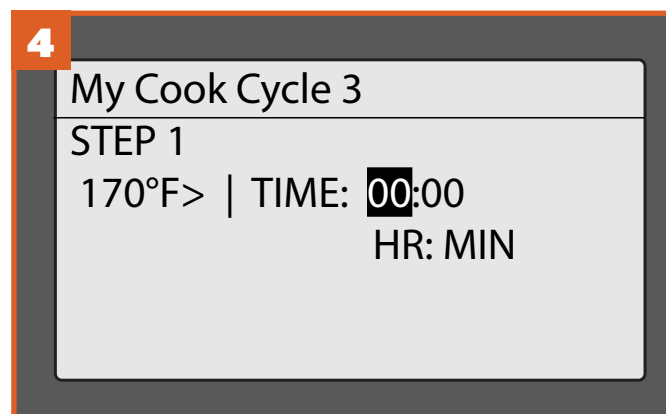 4
My Cook Cycle 3
STEP 1
170°F> | TIME: 00:00
HR: MIN